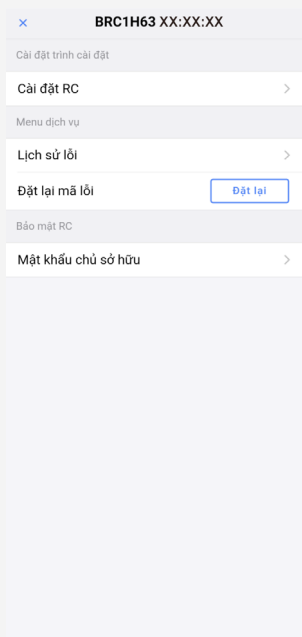 × BRC1H63 XX:XX:XX
Cài đặt trình cài đặt
Cài đặt RC
Menu dịch vụ
Lịch sử lỗi
Đặt lại mã lỗi Đặt lại
Bảo mật RC
Mật khẩu chủ sở hữu